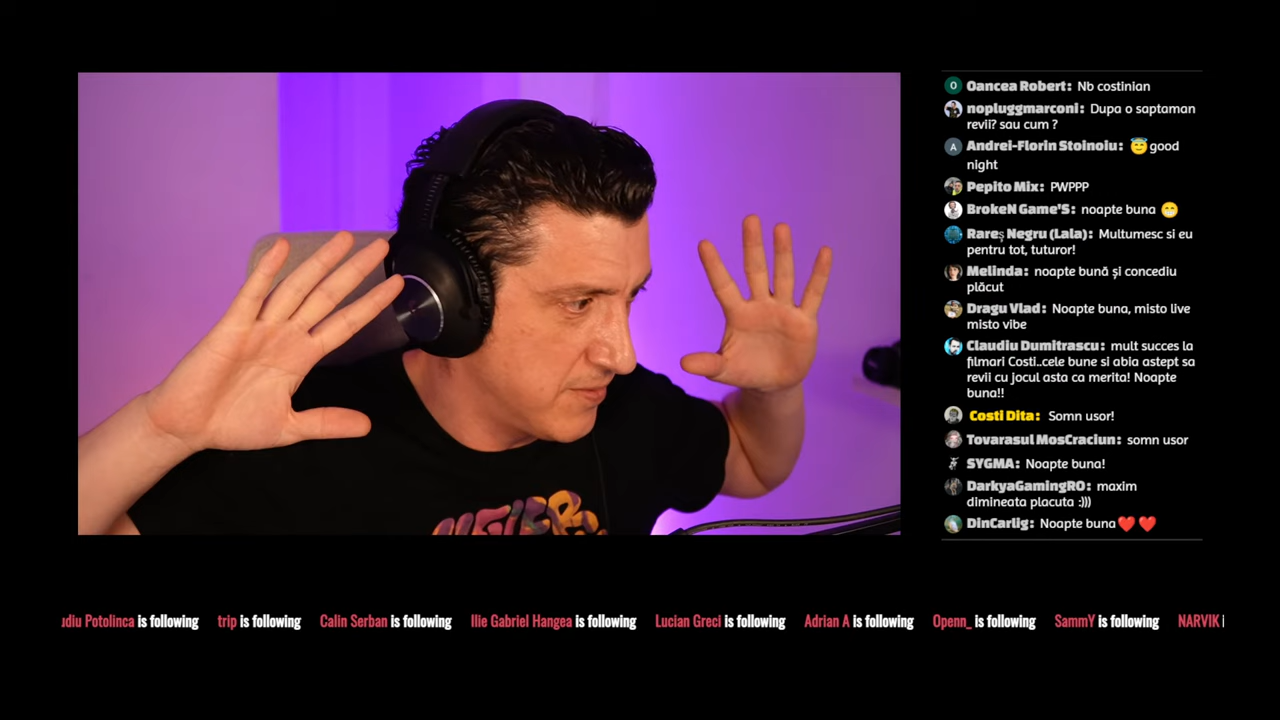 Oancea Robert: Nb costinian
nopluggmarconi: Dupa o saptaman
revii? sau cum ?
Andrei-Florin Stoinoiu: 😇good
night
Pepito Mix: PWPPP
BrokeN Game'S: noapte buna 😁
Rareș Negru (Lala): Multumesc si eu
pentru tot, tuturor!
Melinda: noapte bună și concediu
plăcut
Dragu Vlad: Noapte buna, misto live
misto vibe
Claudiu Dumitrascu: mult succes la
filmari Costi..cele bune si abia astept sa
revii cu jocul asta ca merita! Noapte
buna!!
Costi Dita: Somn usor!
Tovarasul MosCraciun: somn usor
SYGMA: Noapte buna!
DarkyaGamingRO: maxim
dimineata placuta :)))
DinCarlig: Noapte buna❤️❤️
udiu Potolinca is following trip is following Calin Serban is following Ilie Gabriel Hangea is following Lucian Greci is following Adrian A is following Openn_ is following SammY is following NARVIK i